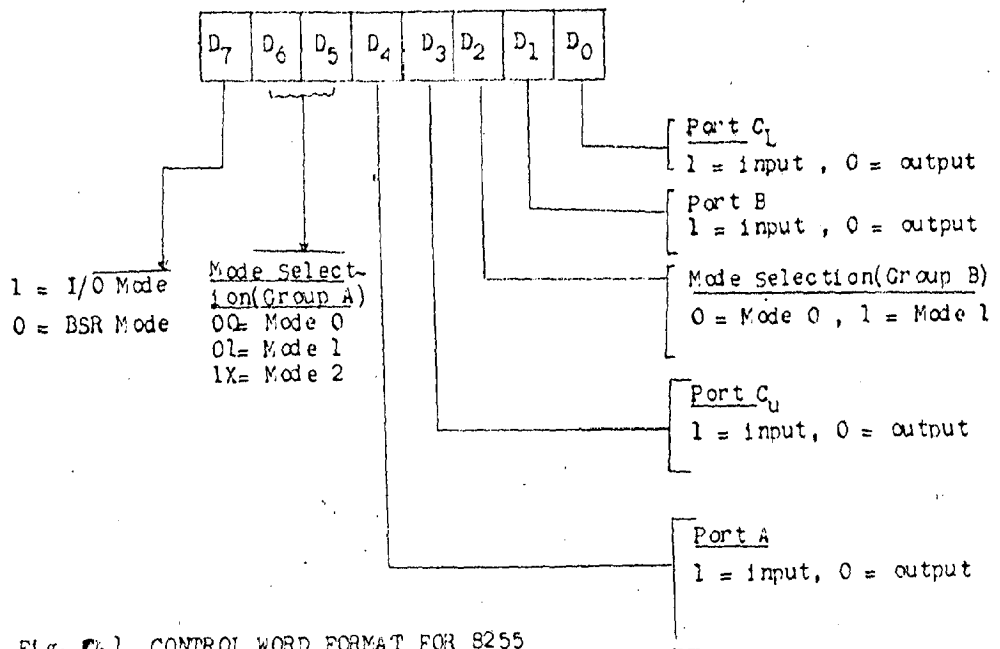 D7 D6 D5 D4 D3 D2 D1 D0
Port CL
1 = input , 0 = output
Port B
1 = input , 0 = output
Mode Selection(Group B)
0 = Mode 0 , 1 = Mode 1
1 = I/O Mode
0 = BSR Mode
Mode Select-
ion(Group A)
00= Mode 0
01= Mode 1
1X= Mode 2
Port Cu
1 = input, 0 = output
Port A
1 = input, 0 = output
Fig. CONTROL WORD FORMAT FOR 8255